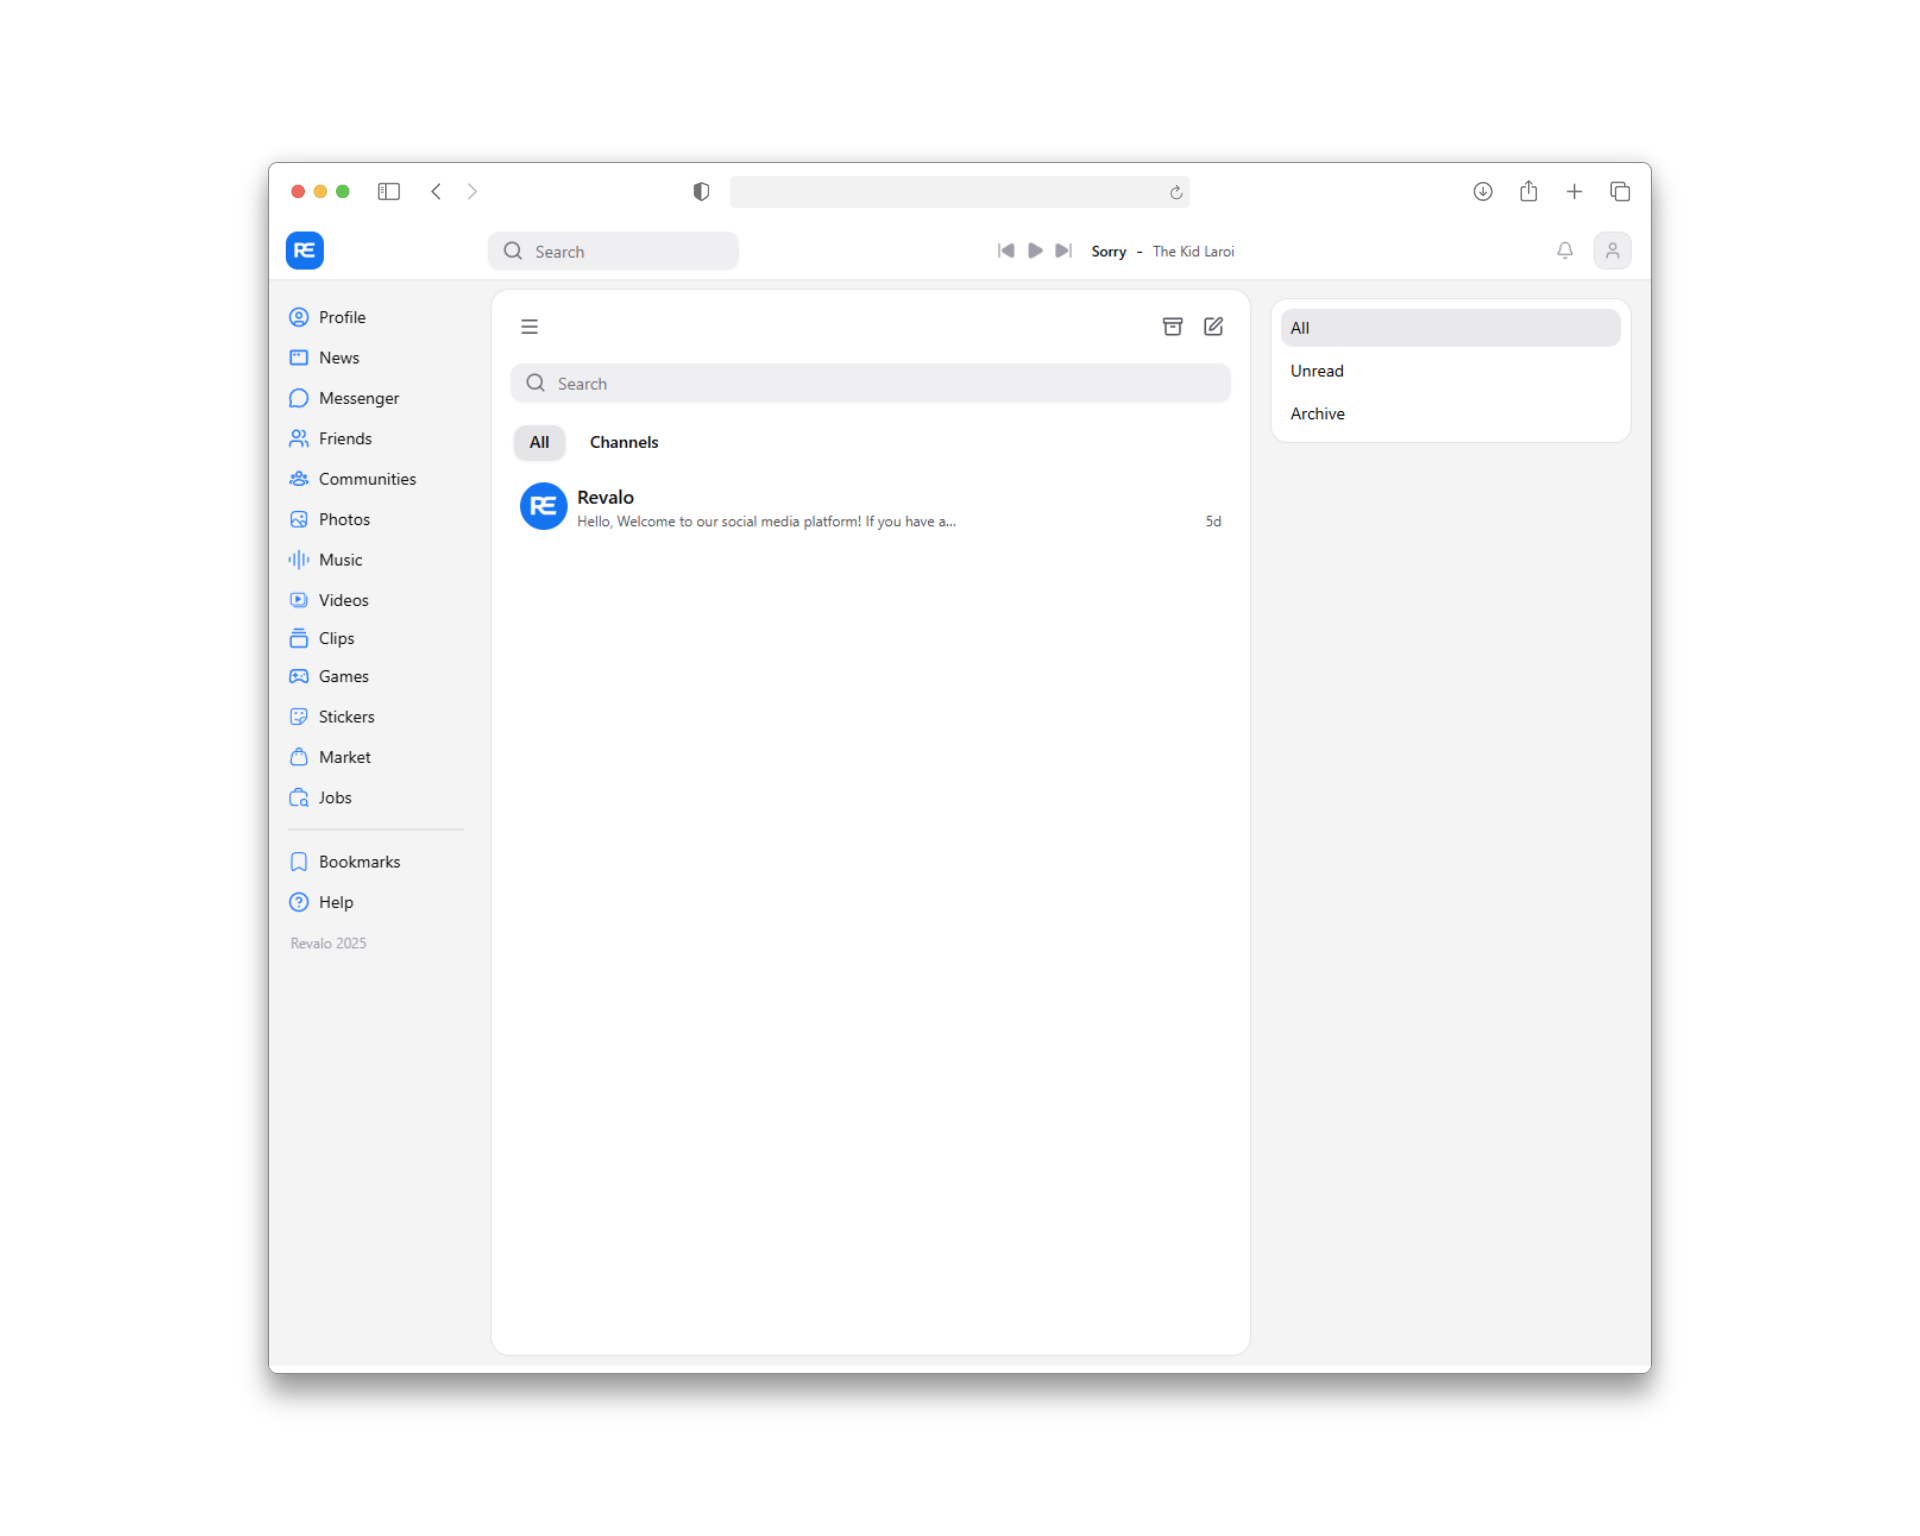 RE
Search
Sorry - The Kid Laroi
Profile
News
Messenger
Friends
Communities
Photos
Music
Videos
Clips
Games
Stickers
Market
Jobs
Bookmarks
Help
Revalo 2025
Search
All
Channels
RE
Revalo
Hello, Welcome to our social media platform! If you have a...
5d
All
Unread
Archive